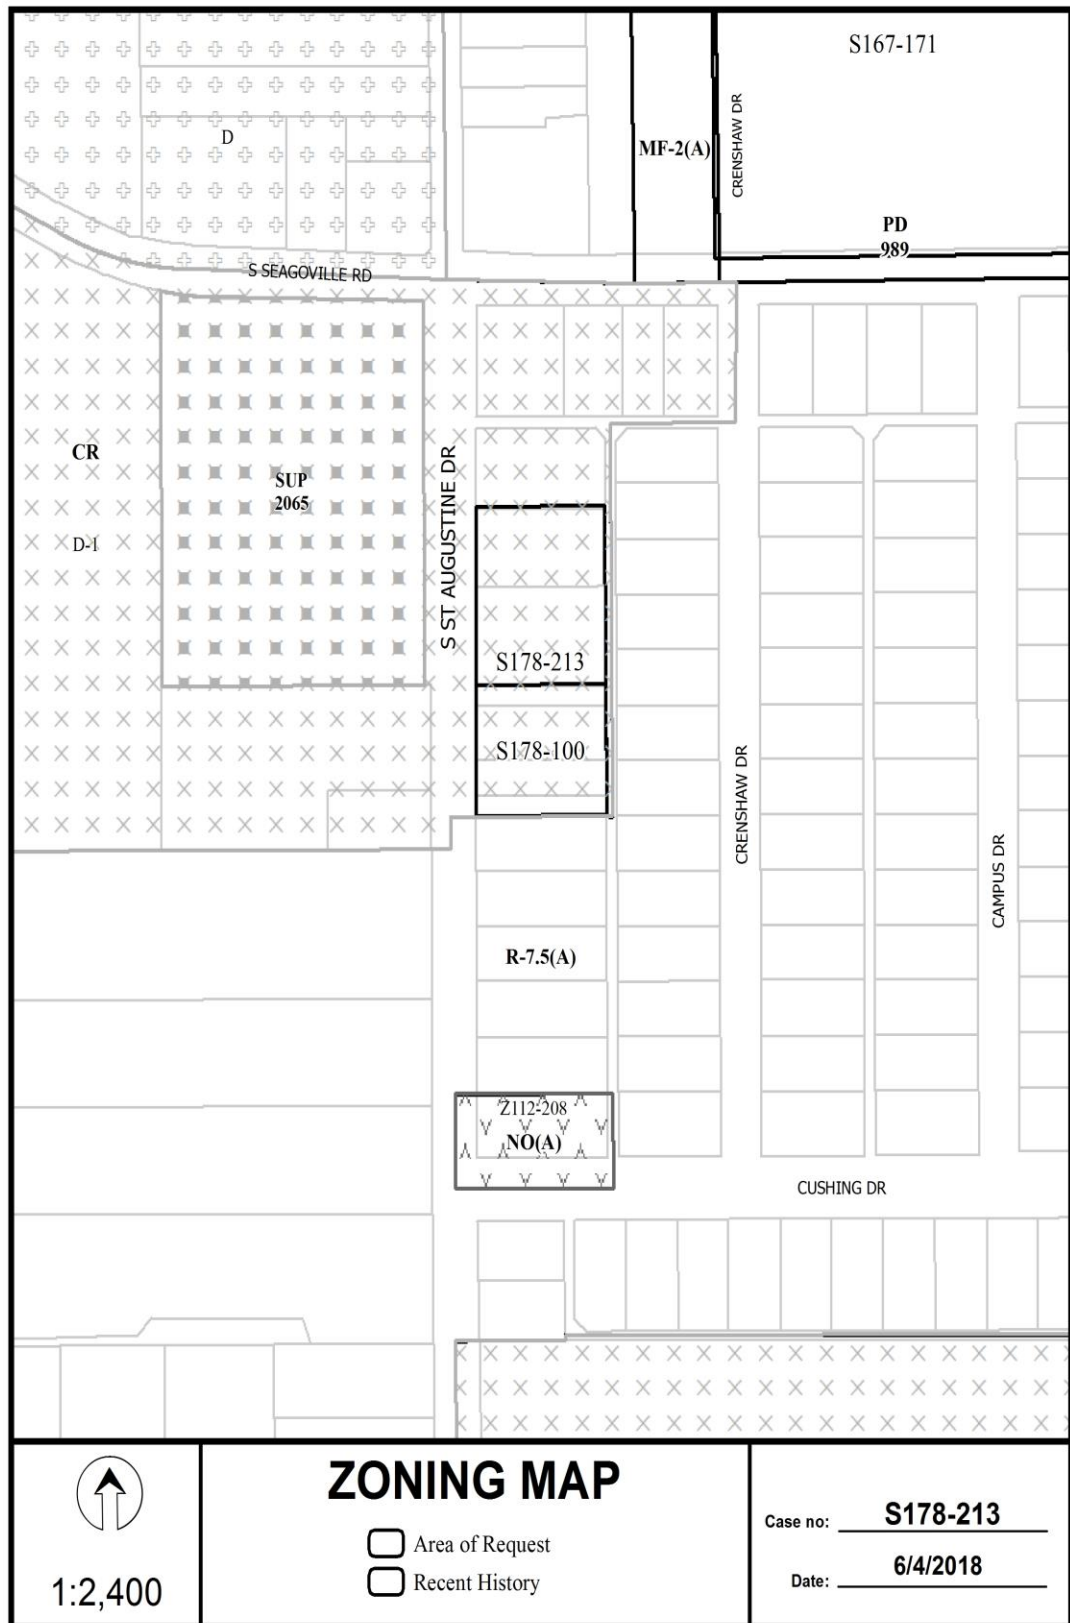 S167-171
D
MF-2(A)
CRENSHAW DR
PD
989
S SEAGOVILLE RD
CR
SUP
2065
D-1
S ST AUGUSTINE DR
S178-213
S178-100
CRENSHAW DR
CAMPUS DR
R-7.5(A)
Z112-208
NO(A)
CUSHING DR
1:2,400
ZONING MAP
Area of Request
Recent History
Case no: S178-213
Date: 6/4/2018